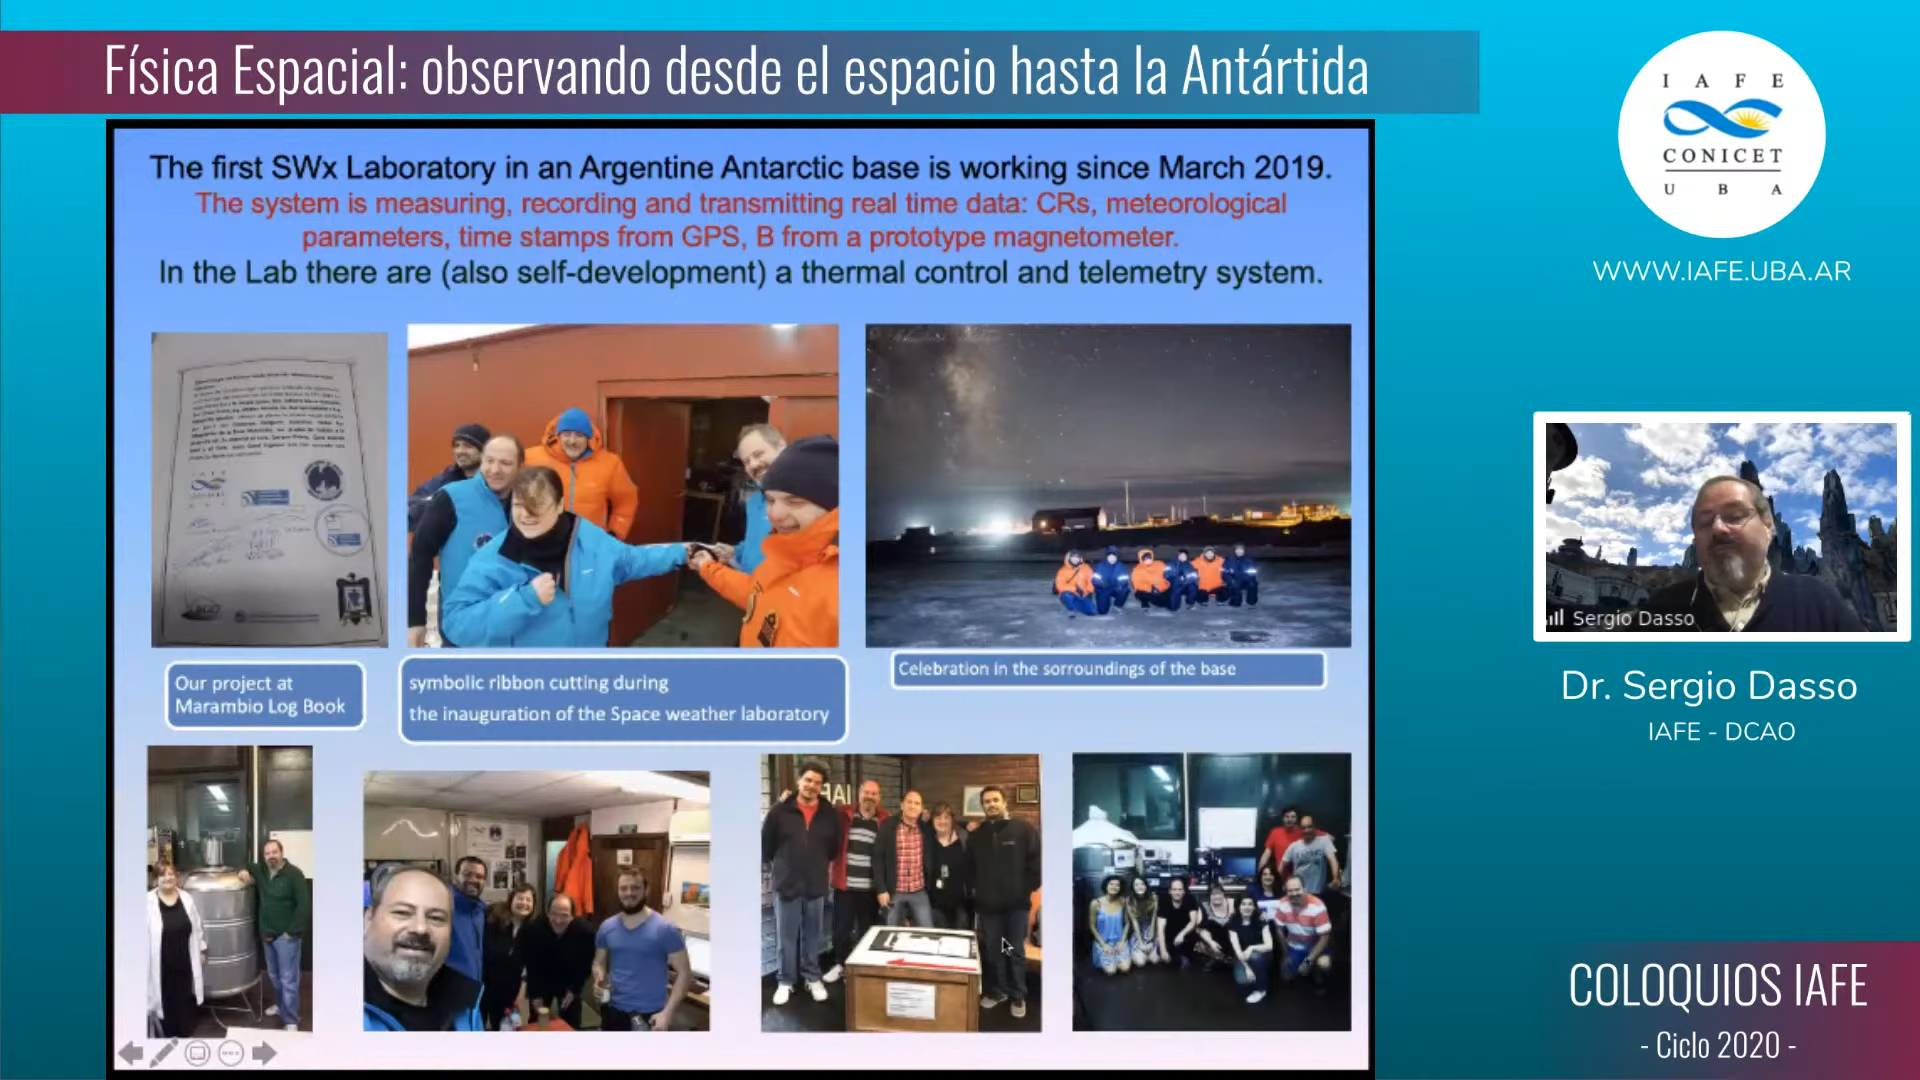 Física Espacial: observando desde el espacio hasta la Antártida
The first SWx Laboratory in an Argentine Antarctic base is working since March 2019.
The system is measuring, recording and transmitting real time data: CRs, meteorological
parameters, time stamps from GPS, B from a prototype magnetometer.
In the Lab there are (also self-development) a thermal control and telemetry system.
Our project at
Marambio Log Book
symbolic ribbon cutting during
the inauguration of the Space weather laboratory
Celebration in the sorroundings of the base
IAFE
CONICET
UBA
WWW.IAFE.UBA.AR
Sergio Dasso
Dr. Sergio Dasso
IAFE - DCAO
COLOQUIOS IAFE
- Ciclo 2020 -